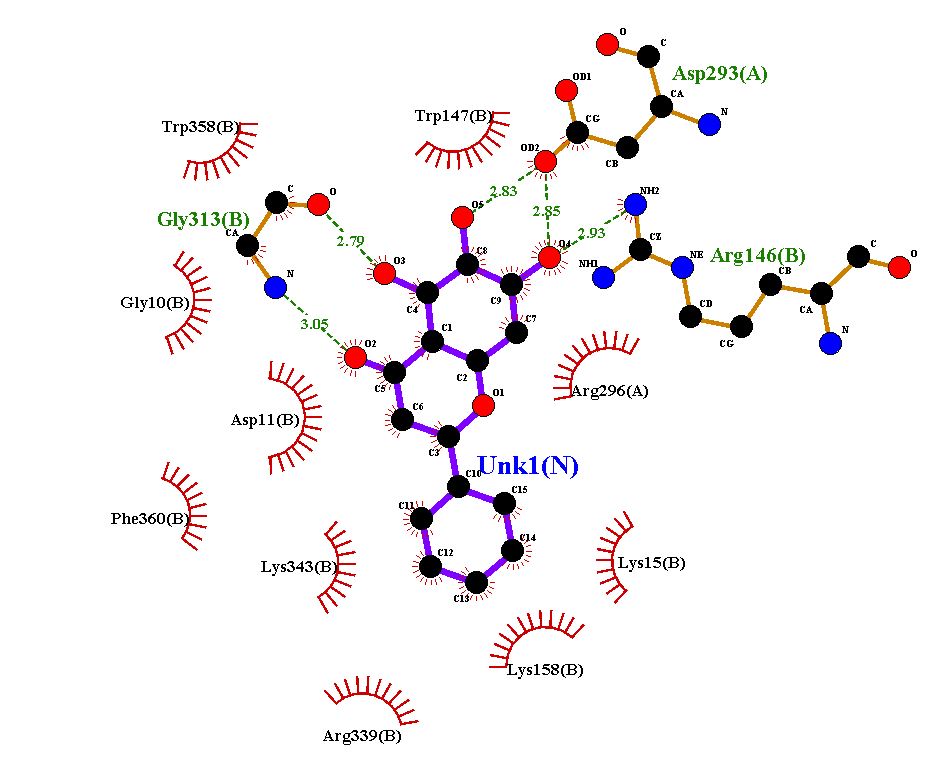 O
C
Asp293(A)
OD1
CA
N
CG
Trp147(B)
Trp358(B)
CB
OD2
2.83
NH2
C
O
O5
Gly313(B)
2.85
CA
2.79
2.93
O4
CZ
Arg146(B)
C
O3
C8
NH1
NE
O
N
C9
CB
Gly10(B)
C4
CD
CA
3.05
C7
CG
N
O2
C1
C2
C5
Arg296(A)
C6
O1
Asp11(B)
C3
Unk1(N)
C10
C15
C11
Phe360(B)
C14
C12
Lys343(B)
Lys15(B)
C13
Lys158(B)
Arg339(B)